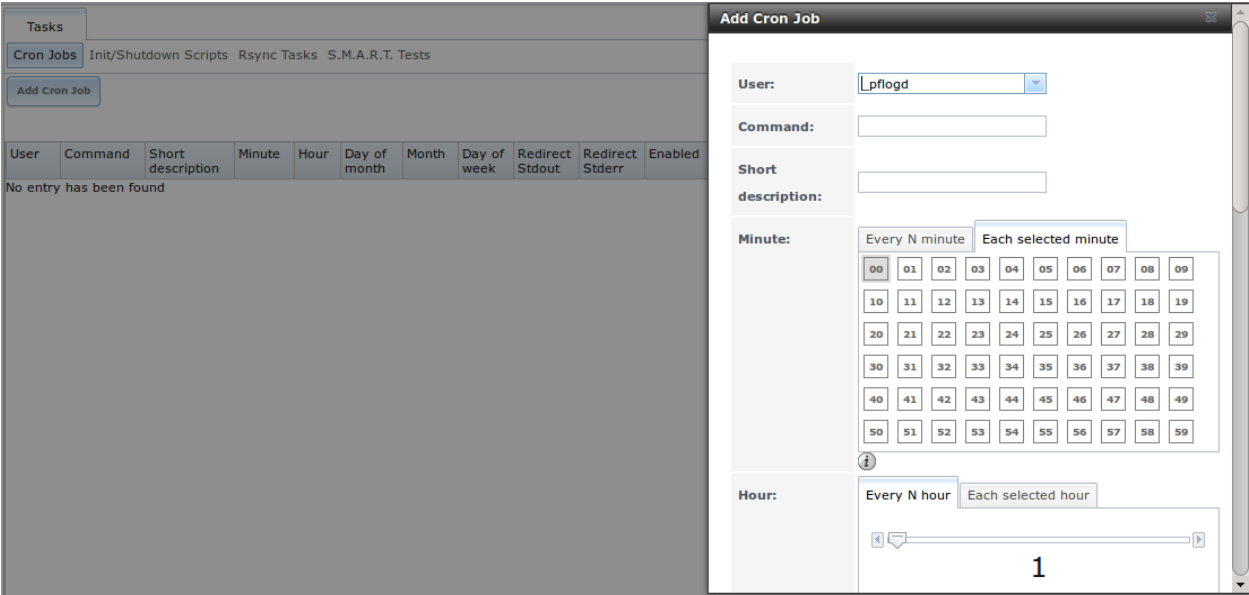 Tasks
Cron Jobs Init/Shutdown Scripts Rsync Tasks S.M.A.R.T. Tests
Add Cron Job
User Command Short description Minute Hour Day of month Month Day of week Redirect Stdout Redirect Stderr Enabled
No entry has been found
Add Cron Job
User: _pflogd
Command:
Short
description:
Minute: Every N minute Each selected minute
00 01 02 03 04 05 06 07 08 09
10 11 12 13 14 15 16 17 18 19
20 21 22 23 24 25 26 27 28 29
30 31 32 33 34 35 36 37 38 39
40 41 42 43 44 45 46 47 48 49
50 51 52 53 54 55 56 57 58 59
i
Hour: Every N hour Each selected hour
1